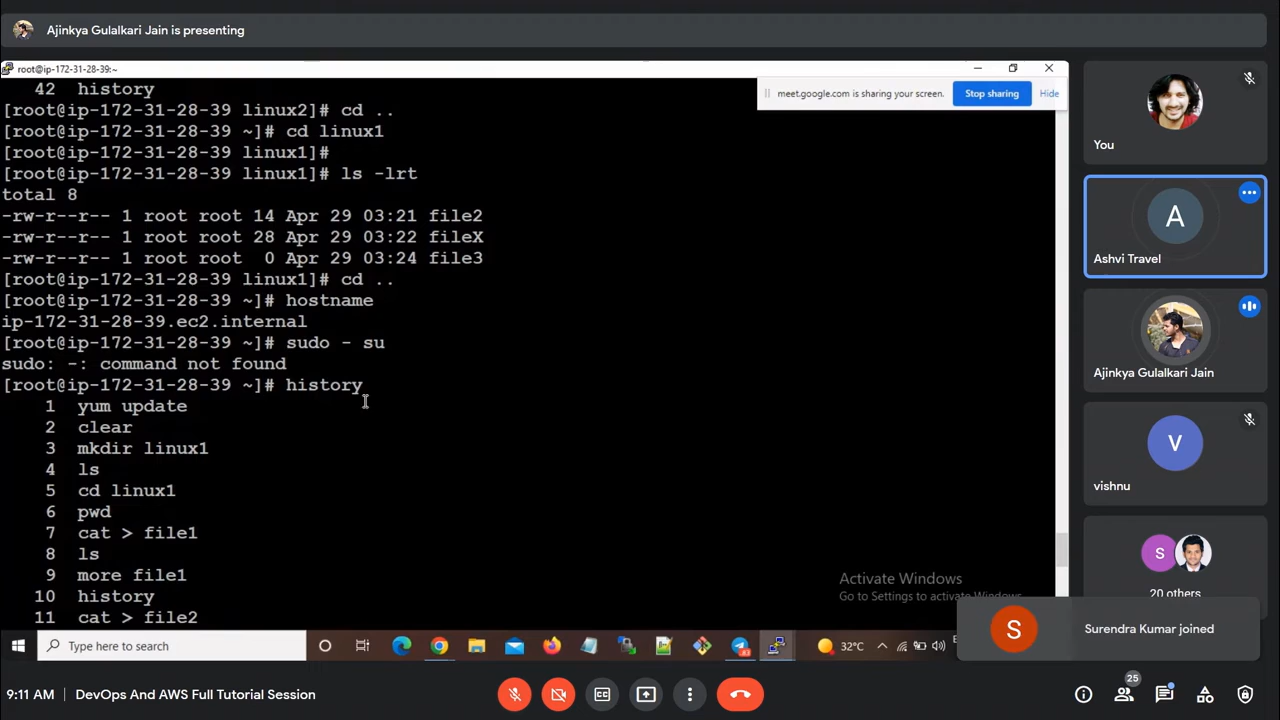 Ajinkya Gulalkari Jain is presenting
root@ip-172-31-28-39:~
42 history
[root@ip-172-31-28-39 linux2]# cd ..
[root@ip-172-31-28-39 ~]# cd linux1
[root@ip-172-31-28-39 linux1]#
[root@ip-172-31-28-39 linux1]# ls -lrt
total 8
-rw-r--r-- 1 root root 14 Apr 29 03:21 file2
-rw-r--r-- 1 root root 28 Apr 29 03:22 fileX
-rw-r--r-- 1 root root 0 Apr 29 03:24 file3
[root@ip-172-31-28-39 linux1]# cd ..
[root@ip-172-31-28-39 ~]# hostname
ip-172-31-28-39.ec2.internal
[root@ip-172-31-28-39 ~]# sudo - su
sudo: -: command not found
[root@ip-172-31-28-39 ~]# history
1 yum update
2 clear
3 mkdir linux1
4 ls
5 cd linux1
6 pwd
7 cat > file1
8 ls
9 more file1
10 history
11 cat > file2
meet.google.com is sharing your screen. Stop sharing Hide
Activate Windows
Go to Settings to activate Windows.
Type here to search
83
32°C
You
A
Ashvi Travel
Ajinkya Gulalkari Jain
V
vishnu
S
20 others
S Surendra Kumar joined
9:11 AM | DevOps And AWS Full Tutorial Session
CC
25